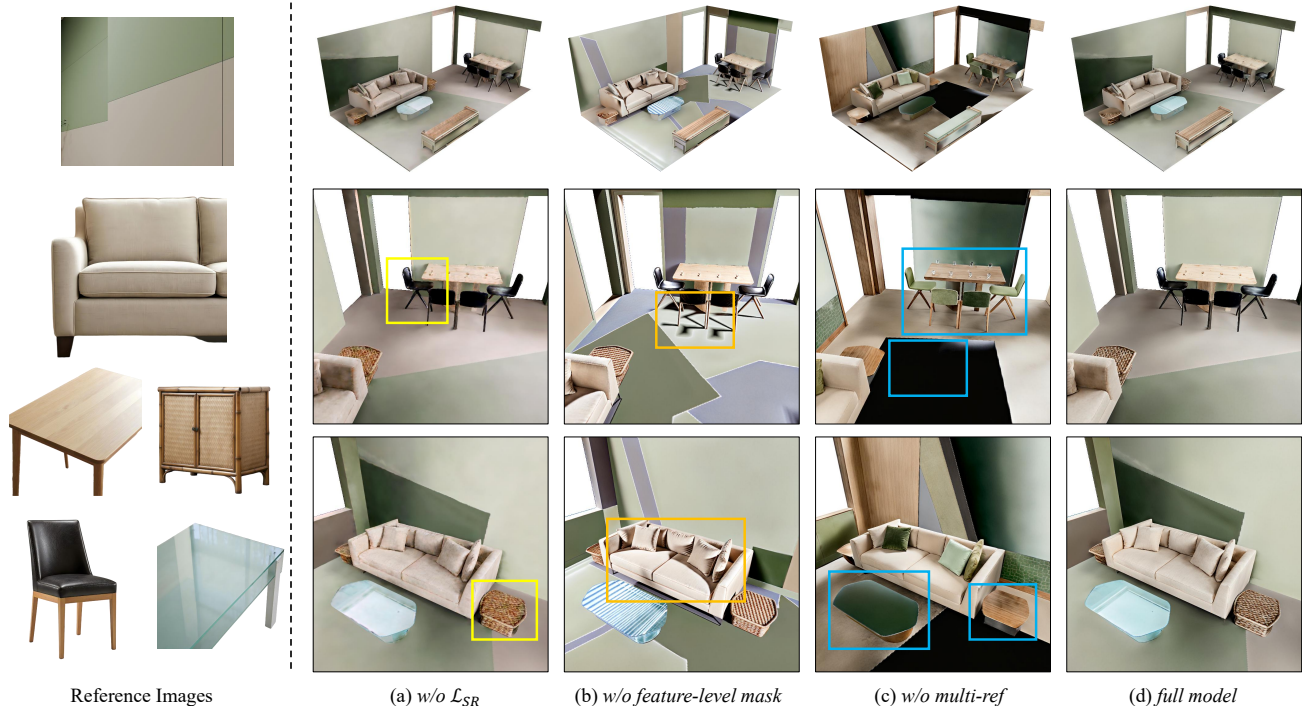 Reference Images
(a) w/o ℒSR
(b) w/o feature-level mask
(c) w/o multi-ref
(d) full model